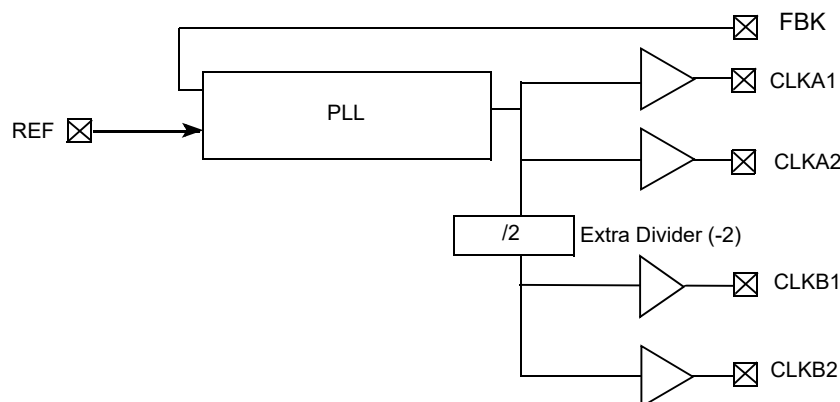 FBK
CLKA1
PLL
REF
CLKA2
/2
Extra Divider (-2)
CLKB1
CLKB2